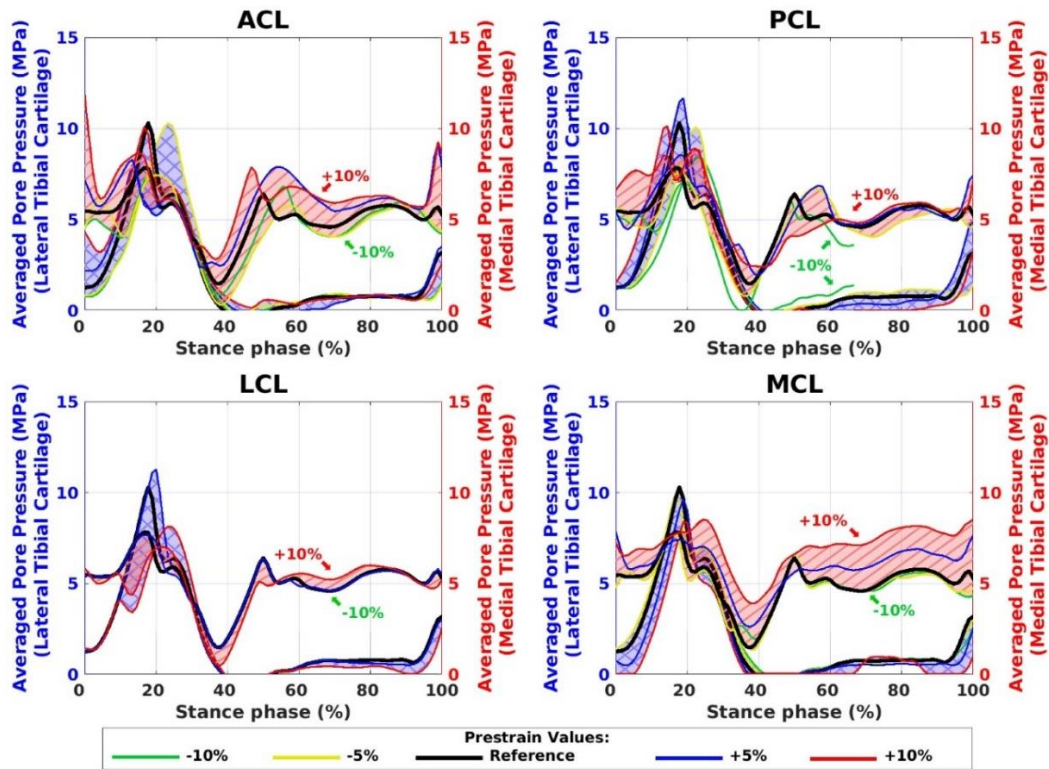 ACL
PCL
Averaged Pore Pressure (MPa)
(Lateral Tibial Cartilage)
15
10
5
0
+10%
-10%
15
10
5
0
Averaged Pore Pressure (MPa)
(Medial Tibial Cartilage)
0 20 40 60 80 100
Stance phase (%)
Averaged Pore Pressure (MPa)
(Lateral Tibial Cartilage)
15
10
5
0
+10%
-10%
15
10
5
0
Averaged Pore Pressure (MPa)
(Medial Tibial Cartilage)
0 20 40 60 80 100
Stance phase (%)
LCL
MCL
Averaged Pore Pressure (MPa)
(Lateral Tibial Cartilage)
15
10
5
0
+10%
-10%
15
10
5
0
Averaged Pore Pressure (MPa)
(Medial Tibial Cartilage)
0 20 40 60 80 100
Stance phase (%)
Averaged Pore Pressure (MPa)
(Lateral Tibial Cartilage)
15
10
5
0
+10%
-10%
15
10
5
0
Averaged Pore Pressure (MPa)
(Medial Tibial Cartilage)
0 20 40 60 80 100
Stance phase (%)
Prestrain Values:
-10% -5% Reference +5% +10%